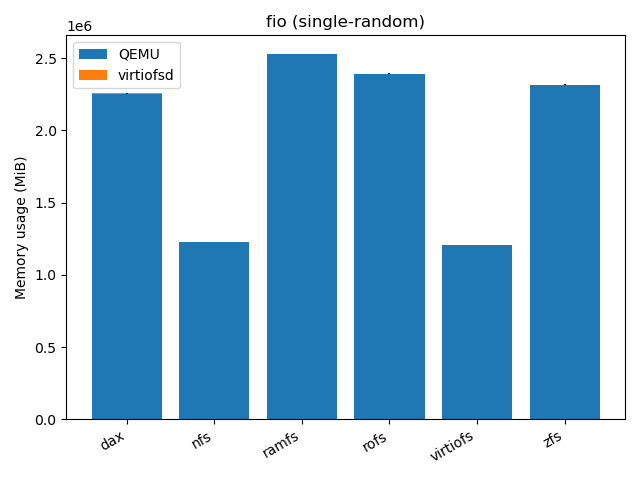 fio (single-random)
1e6
QEMU
virtiofsd
2.5
2.0
1.5
1.0
0.5
0.0
Memory usage (MiB)
dax
nfs
ramfs
rofs
virtiofs
zfs